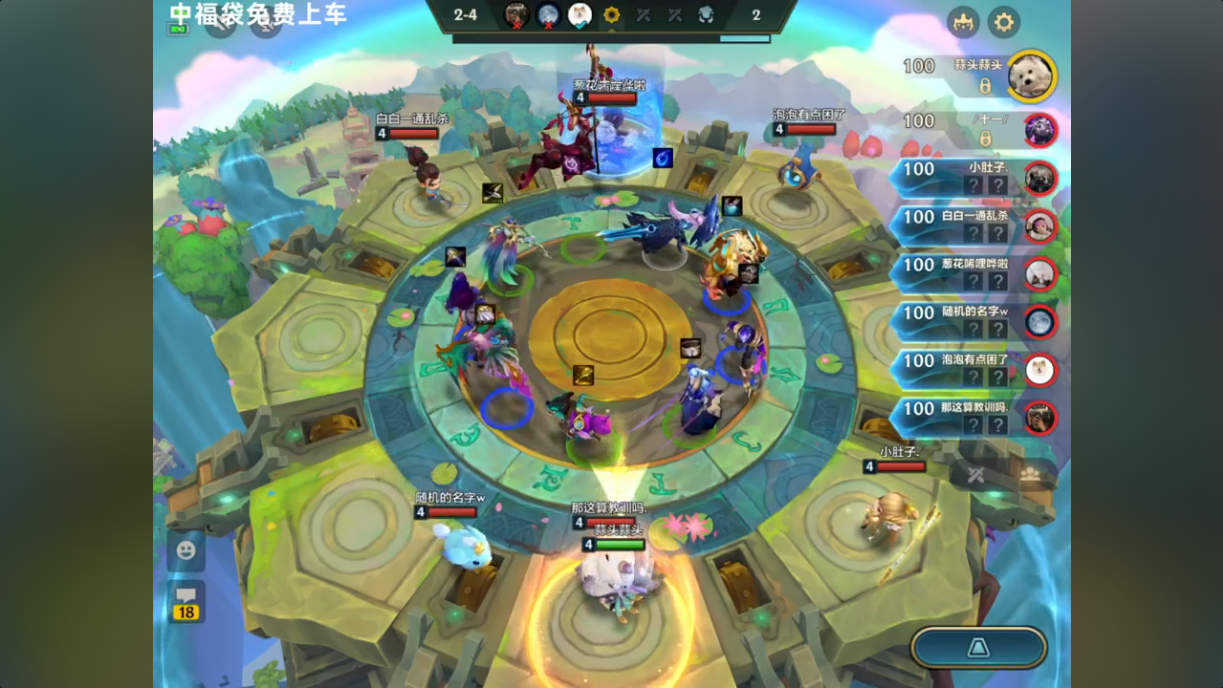 中福袋免费上车
2-4
2
100 蒜头蒜头
100 /十一/
100 小肚子.
? ?
100 白白一通乱杀
? ?
100 葱花唏哩哗啦
? ?
100 随机的名字w
? ?
100 泡泡有点困了
? ?
100 那这算教训吗.
? ?
葱花唏哩哗啦
4
白白一通乱杀
4
泡泡有点困了
4
小肚子.
4
随机的名字w
4
那这算教训吗.
4
蒜头蒜头
4
18